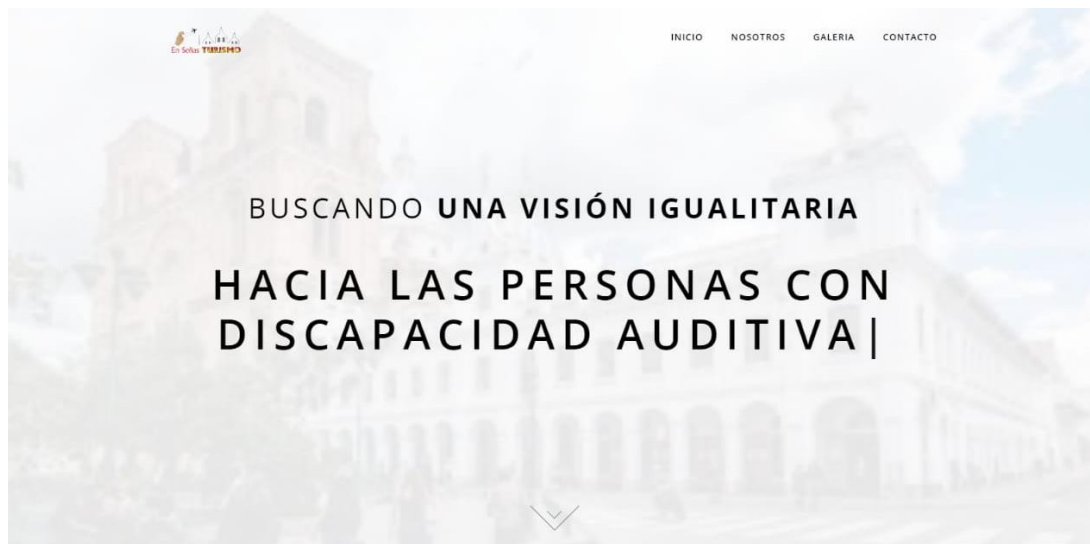 En Señas TURISMO
INICIO NOSOTROS GALERIA CONTACTO
BUSCANDO UNA VISIÓN IGUALITARIA
HACIA LAS PERSONAS CON
DISCAPACIDAD AUDITIVA|